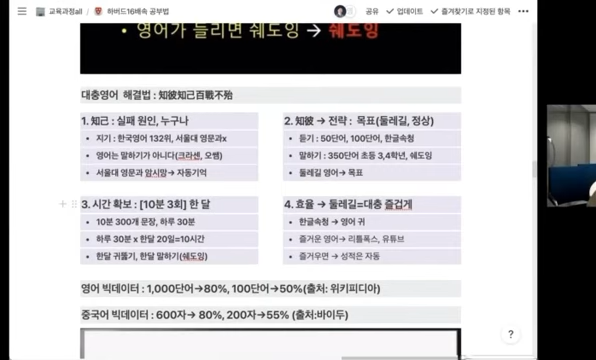 교육과정all / 하버드16배속 공부법
공유 업데이트 즐겨찾기로 지정된 항목 •••
• 영어가 들리면 쉐도잉 → 쉐도잉
대충영어 해결법 : 知彼知己百戰不殆
1. 知己 : 실패 원인, 누구나
• 지기 : 한국영어 132위, 서울대 영문과x
• 영어는 말하기가 아니다(크라센, 오쌤)
• 서울대 영문과 암시망→ 자동기억
2. 知彼 → 전략 : 목표(둘레길, 정상)
• 듣기 : 50단어, 100단어, 한글속청
• 말하기 : 350단어 초등 3,4학년, 쉐도잉
• 둘레길 영어→ 목표
3. 시간 확보 : [10분 3회] 한 달
• 10분 300개 문장, 하루 30분
• 하루 30분 x 한달 20일=10시간
• 한달 귀뚫기, 한달 말하기(쉐도잉)
4. 효율 → 둘레길=대충 즐겁게
• 한글속청 → 영어 귀
• 즐거운 영어→ 리틀폭스, 유튜브
• 즐거우면 → 성적은 자동
영어 빅데이터 : 1,000단어→80%, 100단어→50%(출처: 위키피디아)
중국어 빅데이터 : 600자→ 80%, 200자→55% (출처:바이두)
?